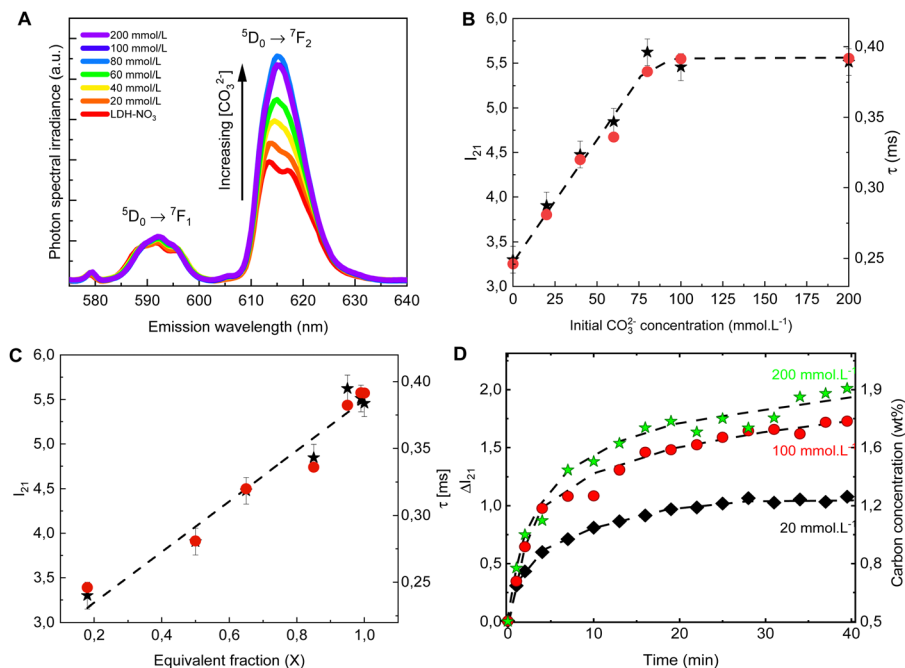 A
200 mmol/L
100 mmol/L
80 mmol/L
60 mmol/L
40 mmol/L
20 mmol/L
LDH-NO₃
⁵D₀ → ⁷F₁
⁵D₀ → ⁷F₂
Increasing [CO₃²⁻]
Photon spectral irradiance (a.u.)
580 590 600 610 620 630 640
Emission wavelength (nm)
B
6,0
5,5
5,0
4,5
4,0
3,5
3,0
I₂₁
0,40
0,35
0,30
0,25
τ (ms)
0 25 50 75 100 125 150 175 200
Initial CO₃²⁻ concentration (mmol.L⁻¹)
C
6,0
5,5
5,0
4,5
4,0
3,5
3,0
I₂₁
0,40
0,35
0,30
0,25
τ [ms]
0,2 0,4 0,6 0,8 1,0
Equivalent fraction (X)
D
200 mmol.L⁻¹
100 mmol.L⁻¹
20 mmol.L⁻¹
2,0
1,5
1,0
0,5
0,0
ΔI₂₁
1,9
1,6
1,2
0,8
0,5
Carbon concentration (wt%)
0 10 20 30 40
Time (min)